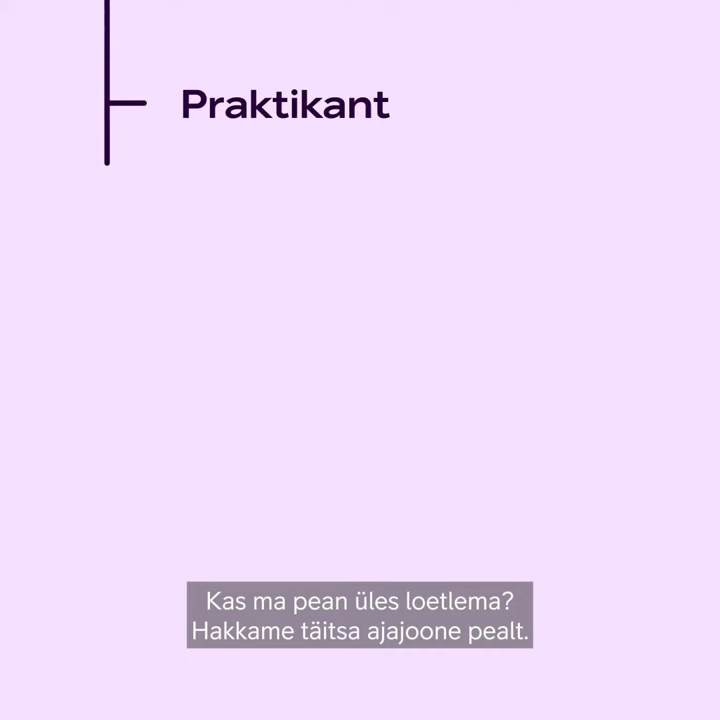 Praktikant
Kas ma pean üles loetlema?
Hakkame täitsa ajajoone pealt.